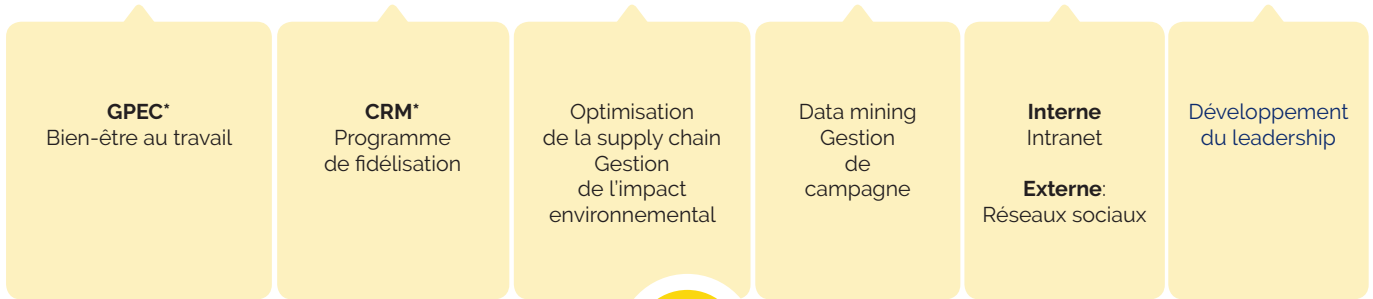 GPEC*
Bien-être au travail
CRM*
Programme
de fidélisation
Optimisation
de la supply chain
Gestion
de l'impact
environnemental
Data mining
Gestion
de
campagne
Interne
Intranet
Externe:
Réseaux sociaux
Développement
du leadership